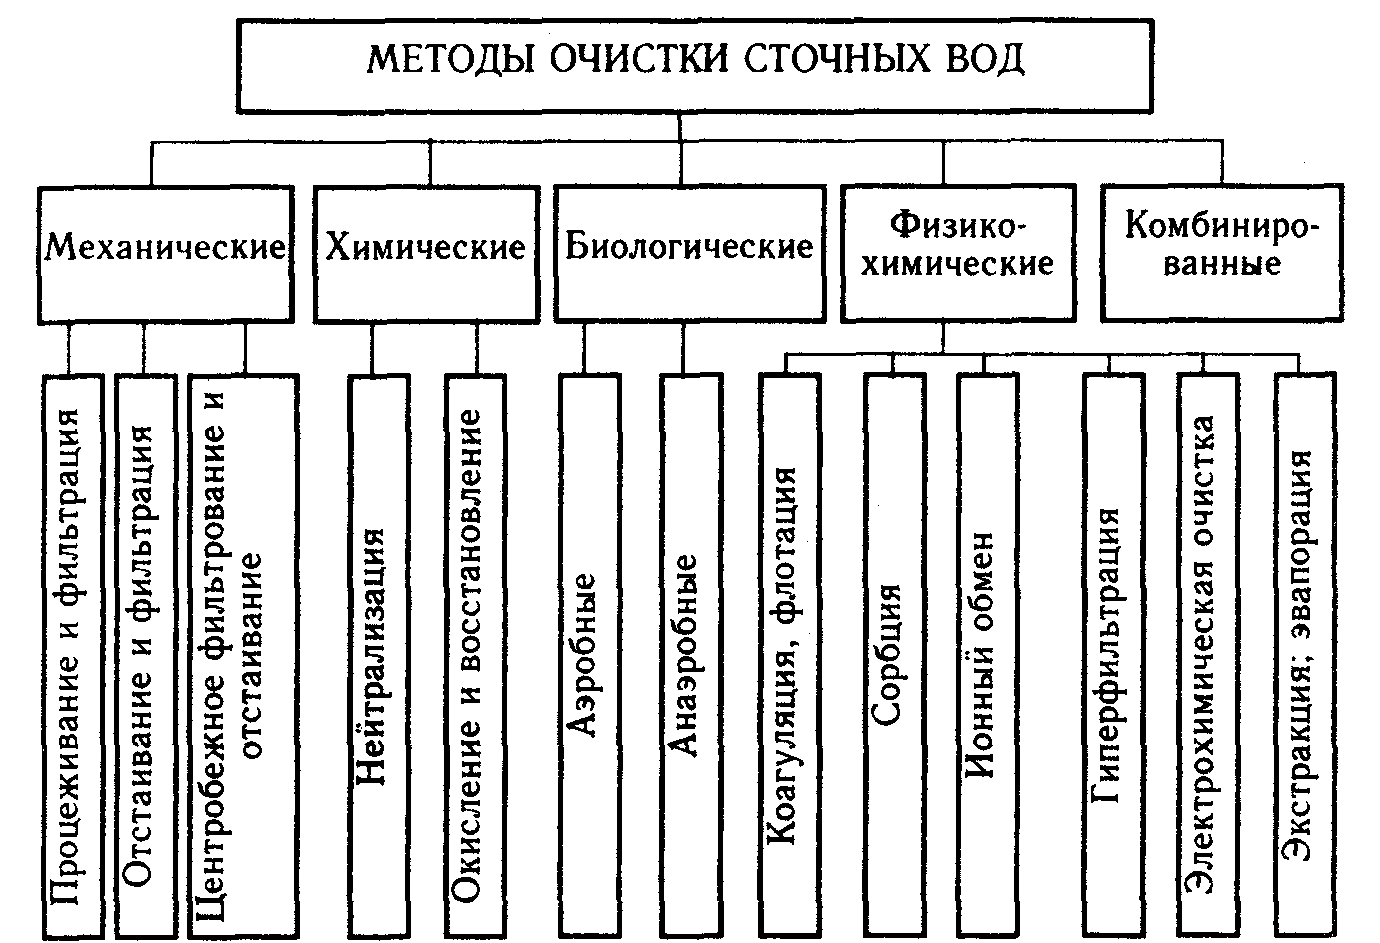 МЕТОДЫ ОЧИСТКИ СТОЧНЫХ ВОД
Механические
Химические
Биологические
Физико-
химические
Комбиниро-
ванные
Процеживание и фильтрация
Отстаивание и фильтрация
Центробежное фильтрование и
отстаивание
Нейтрализация
Окисление и восстановление
Аэробные
Анаэробные
Коагуляция, флотация
Сорбция
Ионный обмен
Гиперфильтрация
Электрохимическая очистка
Экстракция; эвапорация